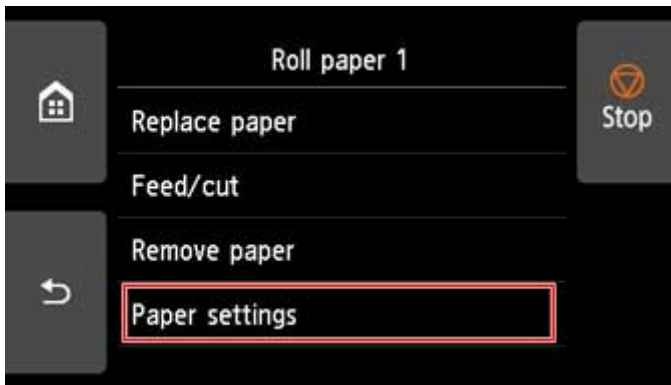 Roll paper 1
Stop
Replace paper
Feed/cut
Remove paper
Paper settings